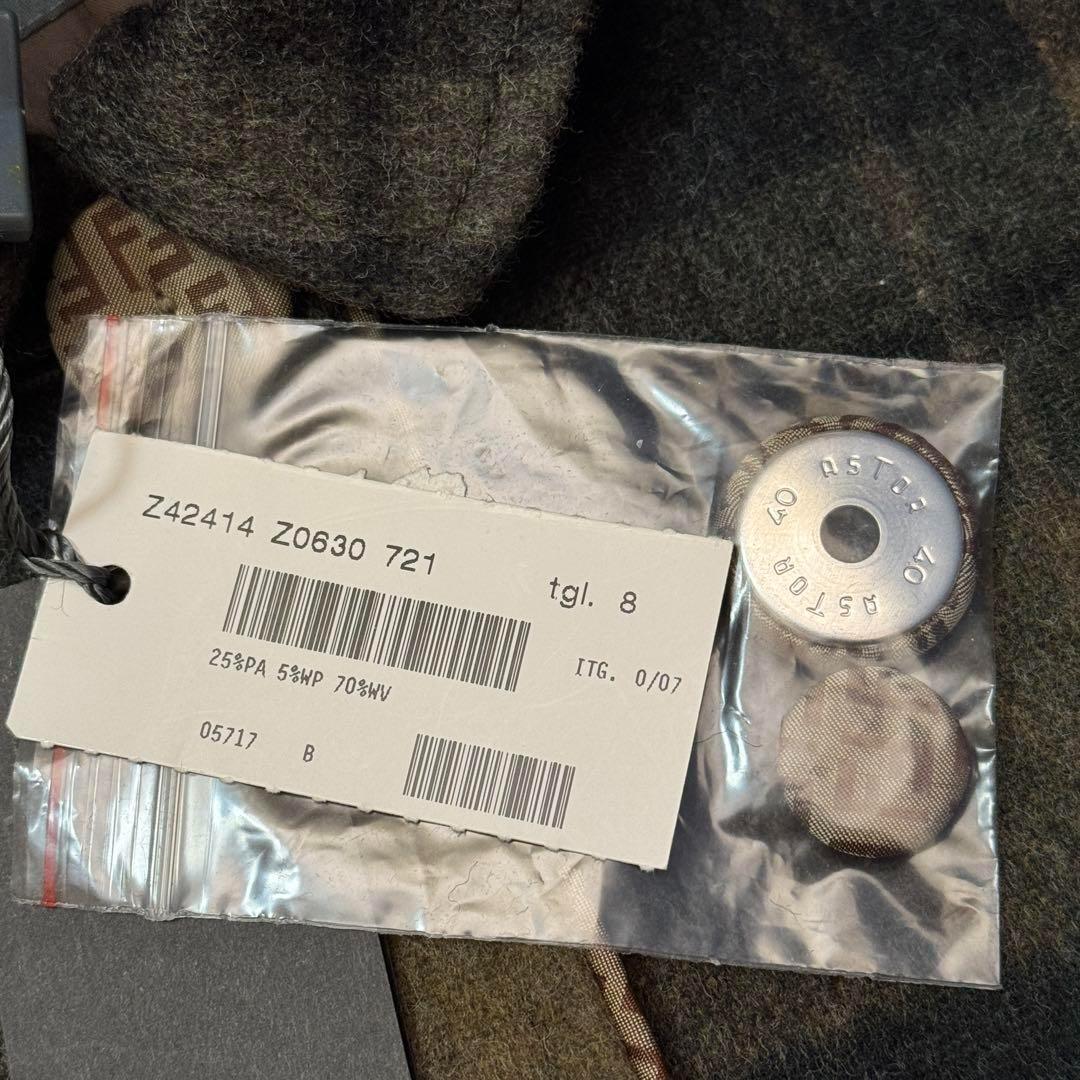 Z42414 Z0630 721
tgl. 8
25%PA 5%WP 70%WV
ITG. 0/07
05717 B
ASTOR
40
ASTOR
40